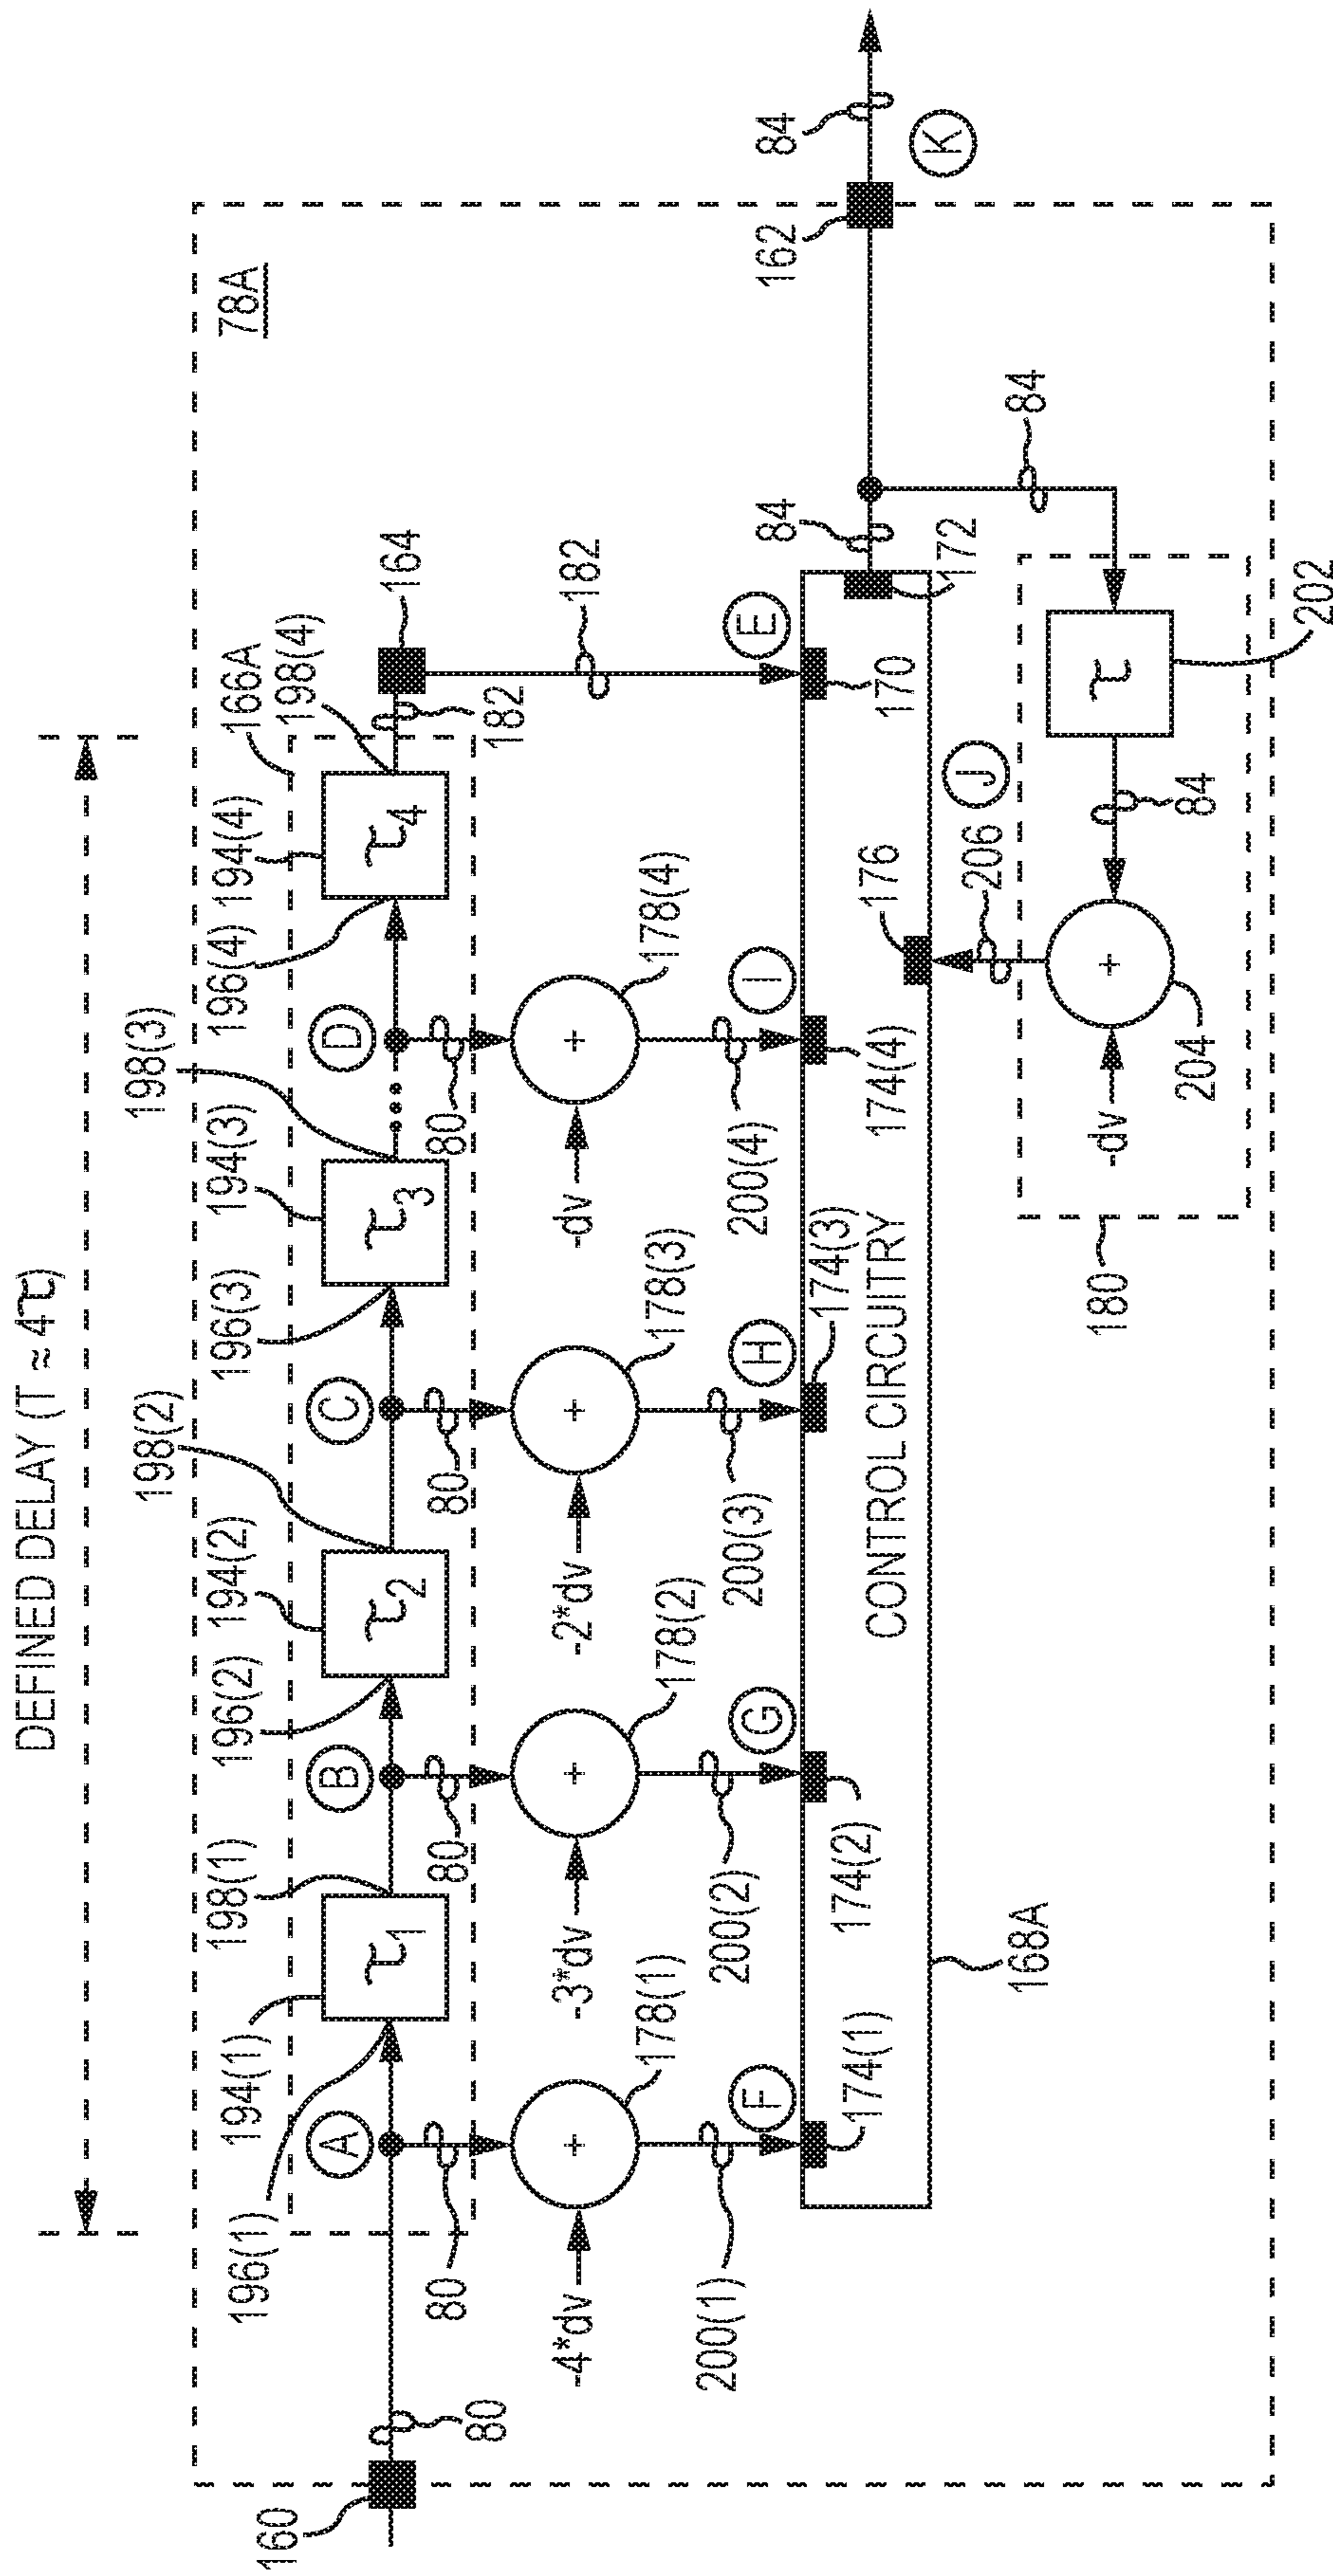 DEFINED DELAY (T ≈ 4τ)
78A
160
80
196(1)
194(1)
198(1)
196(2)
194(2)
198(2)
196(3)
194(3)
198(3)
196(4)
194(4)
166A
198(4)
164
A
τ1
B
τ2
C
τ3
D
τ4
182
80
80
80
80
182
-4*dv
+
178(1)
-3*dv
+
178(2)
-2*dv
+
178(3)
-dv
+
178(4)
200(1)
F
200(2)
G
200(3)
H
200(4)
I
E
174(1)
174(2)
174(3)
174(4)
170
CONTROL CIRCUITRY
168A
176
172
84
162
84
K
206
J
84
180
-dv
+
204
84
τ
202